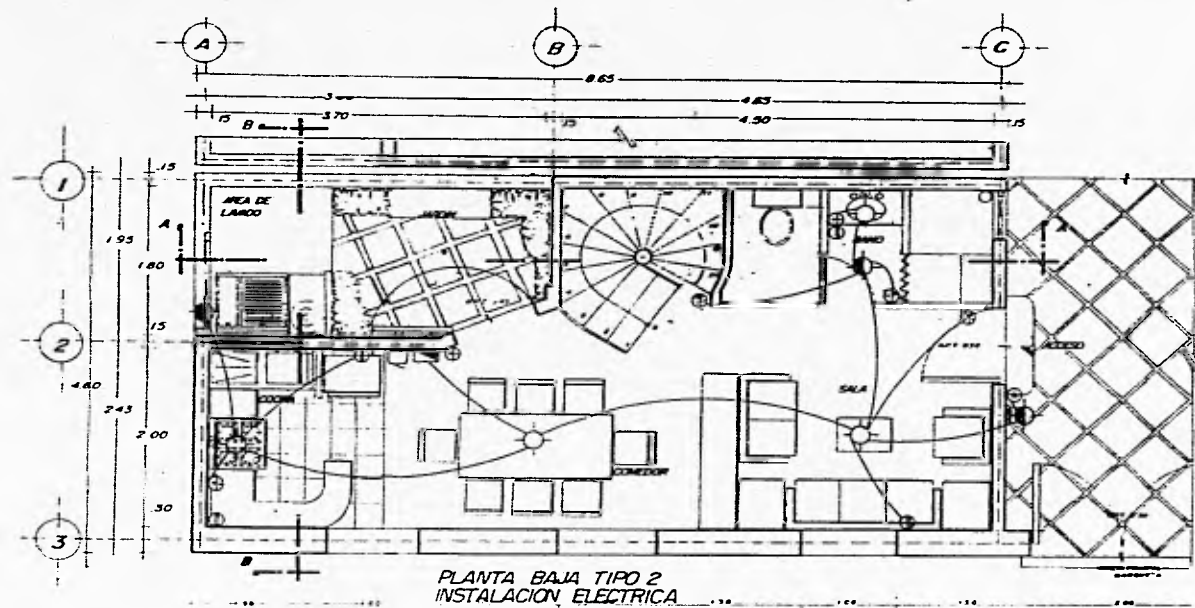 A
B
C
8.65
4.65
.15
3.70
.15
4.50
.15
B
1
.15
AREA DE
LAVADO
JARDIN
BAÑO
A
A
1.95
1.80
.15
2
ACCESO
4.60
COCINA
SALA
2.43
2.00
COMEDOR
.30
3
B
PLANTA BAJA TIPO 2
INSTALACION ELECTRICA